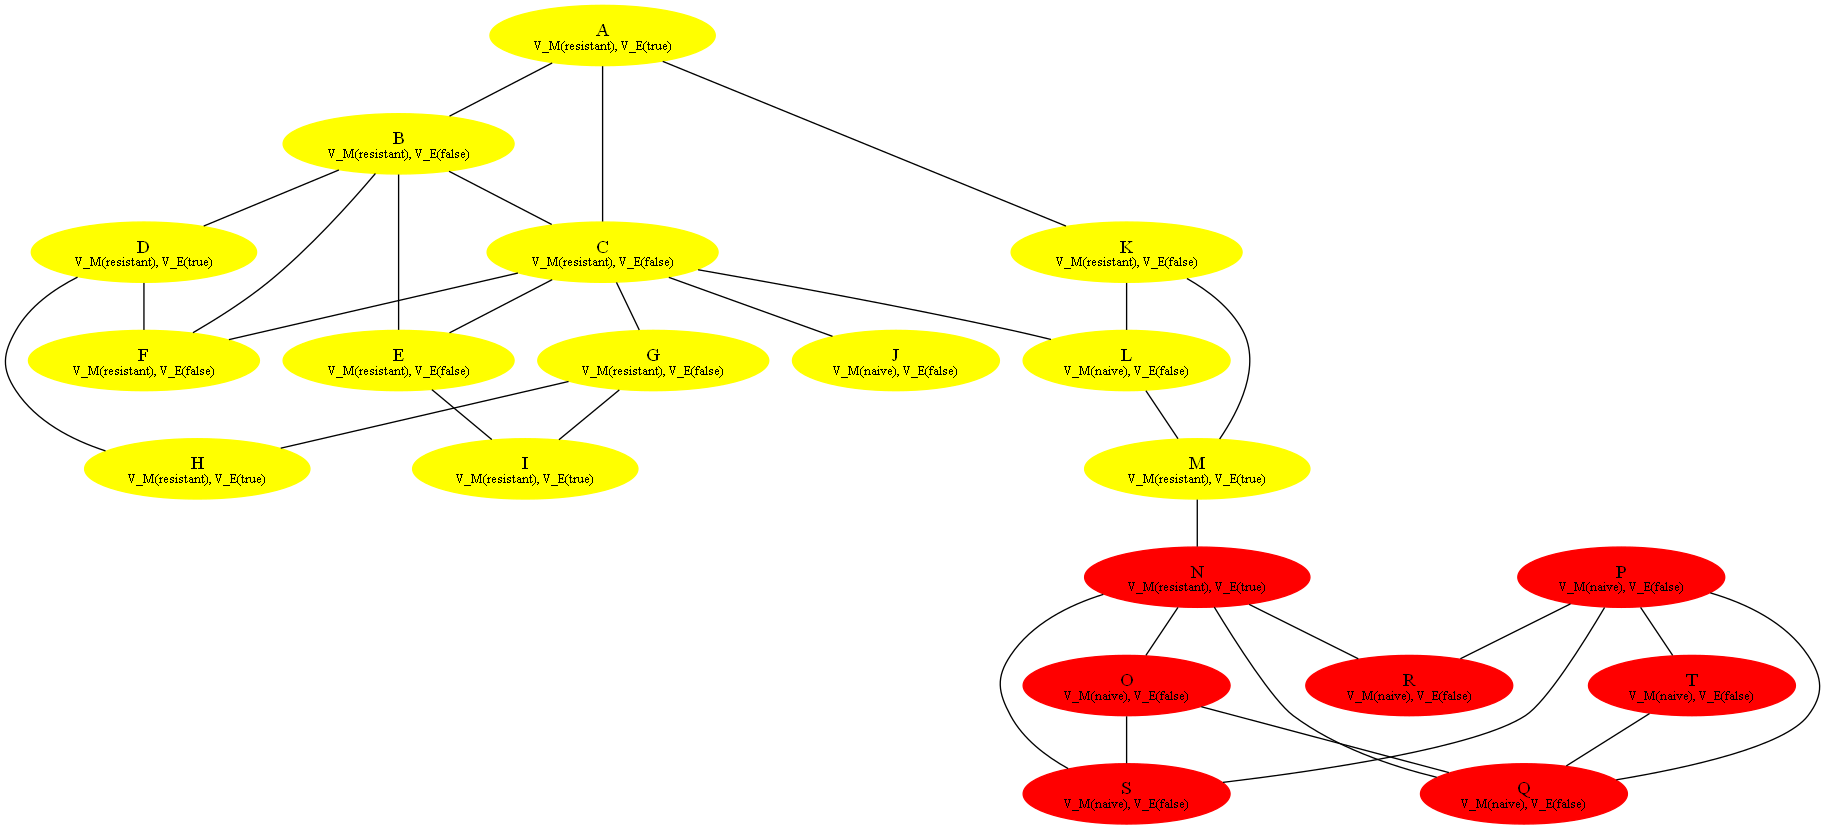 A
V_M(resistant), V_E(true)
B
V_M(resistant), V_E(false)
D
V_M(resistant), V_E(true)
C
V_M(resistant), V_E(false)
K
V_M(resistant), V_E(false)
F
V_M(resistant), V_E(false)
E
V_M(resistant), V_E(false)
G
V_M(resistant), V_E(false)
J
V_M(naive), V_E(false)
L
V_M(naive), V_E(false)
H
V_M(resistant), V_E(true)
I
V_M(resistant), V_E(true)
M
V_M(resistant), V_E(true)
N
V_M(resistant), V_E(true)
P
V_M(naive), V_E(false)
O
V_M(naive), V_E(false)
R
V_M(naive), V_E(false)
T
V_M(naive), V_E(false)
S
V_M(naive), V_E(false)
Q
V_M(naive), V_E(false)